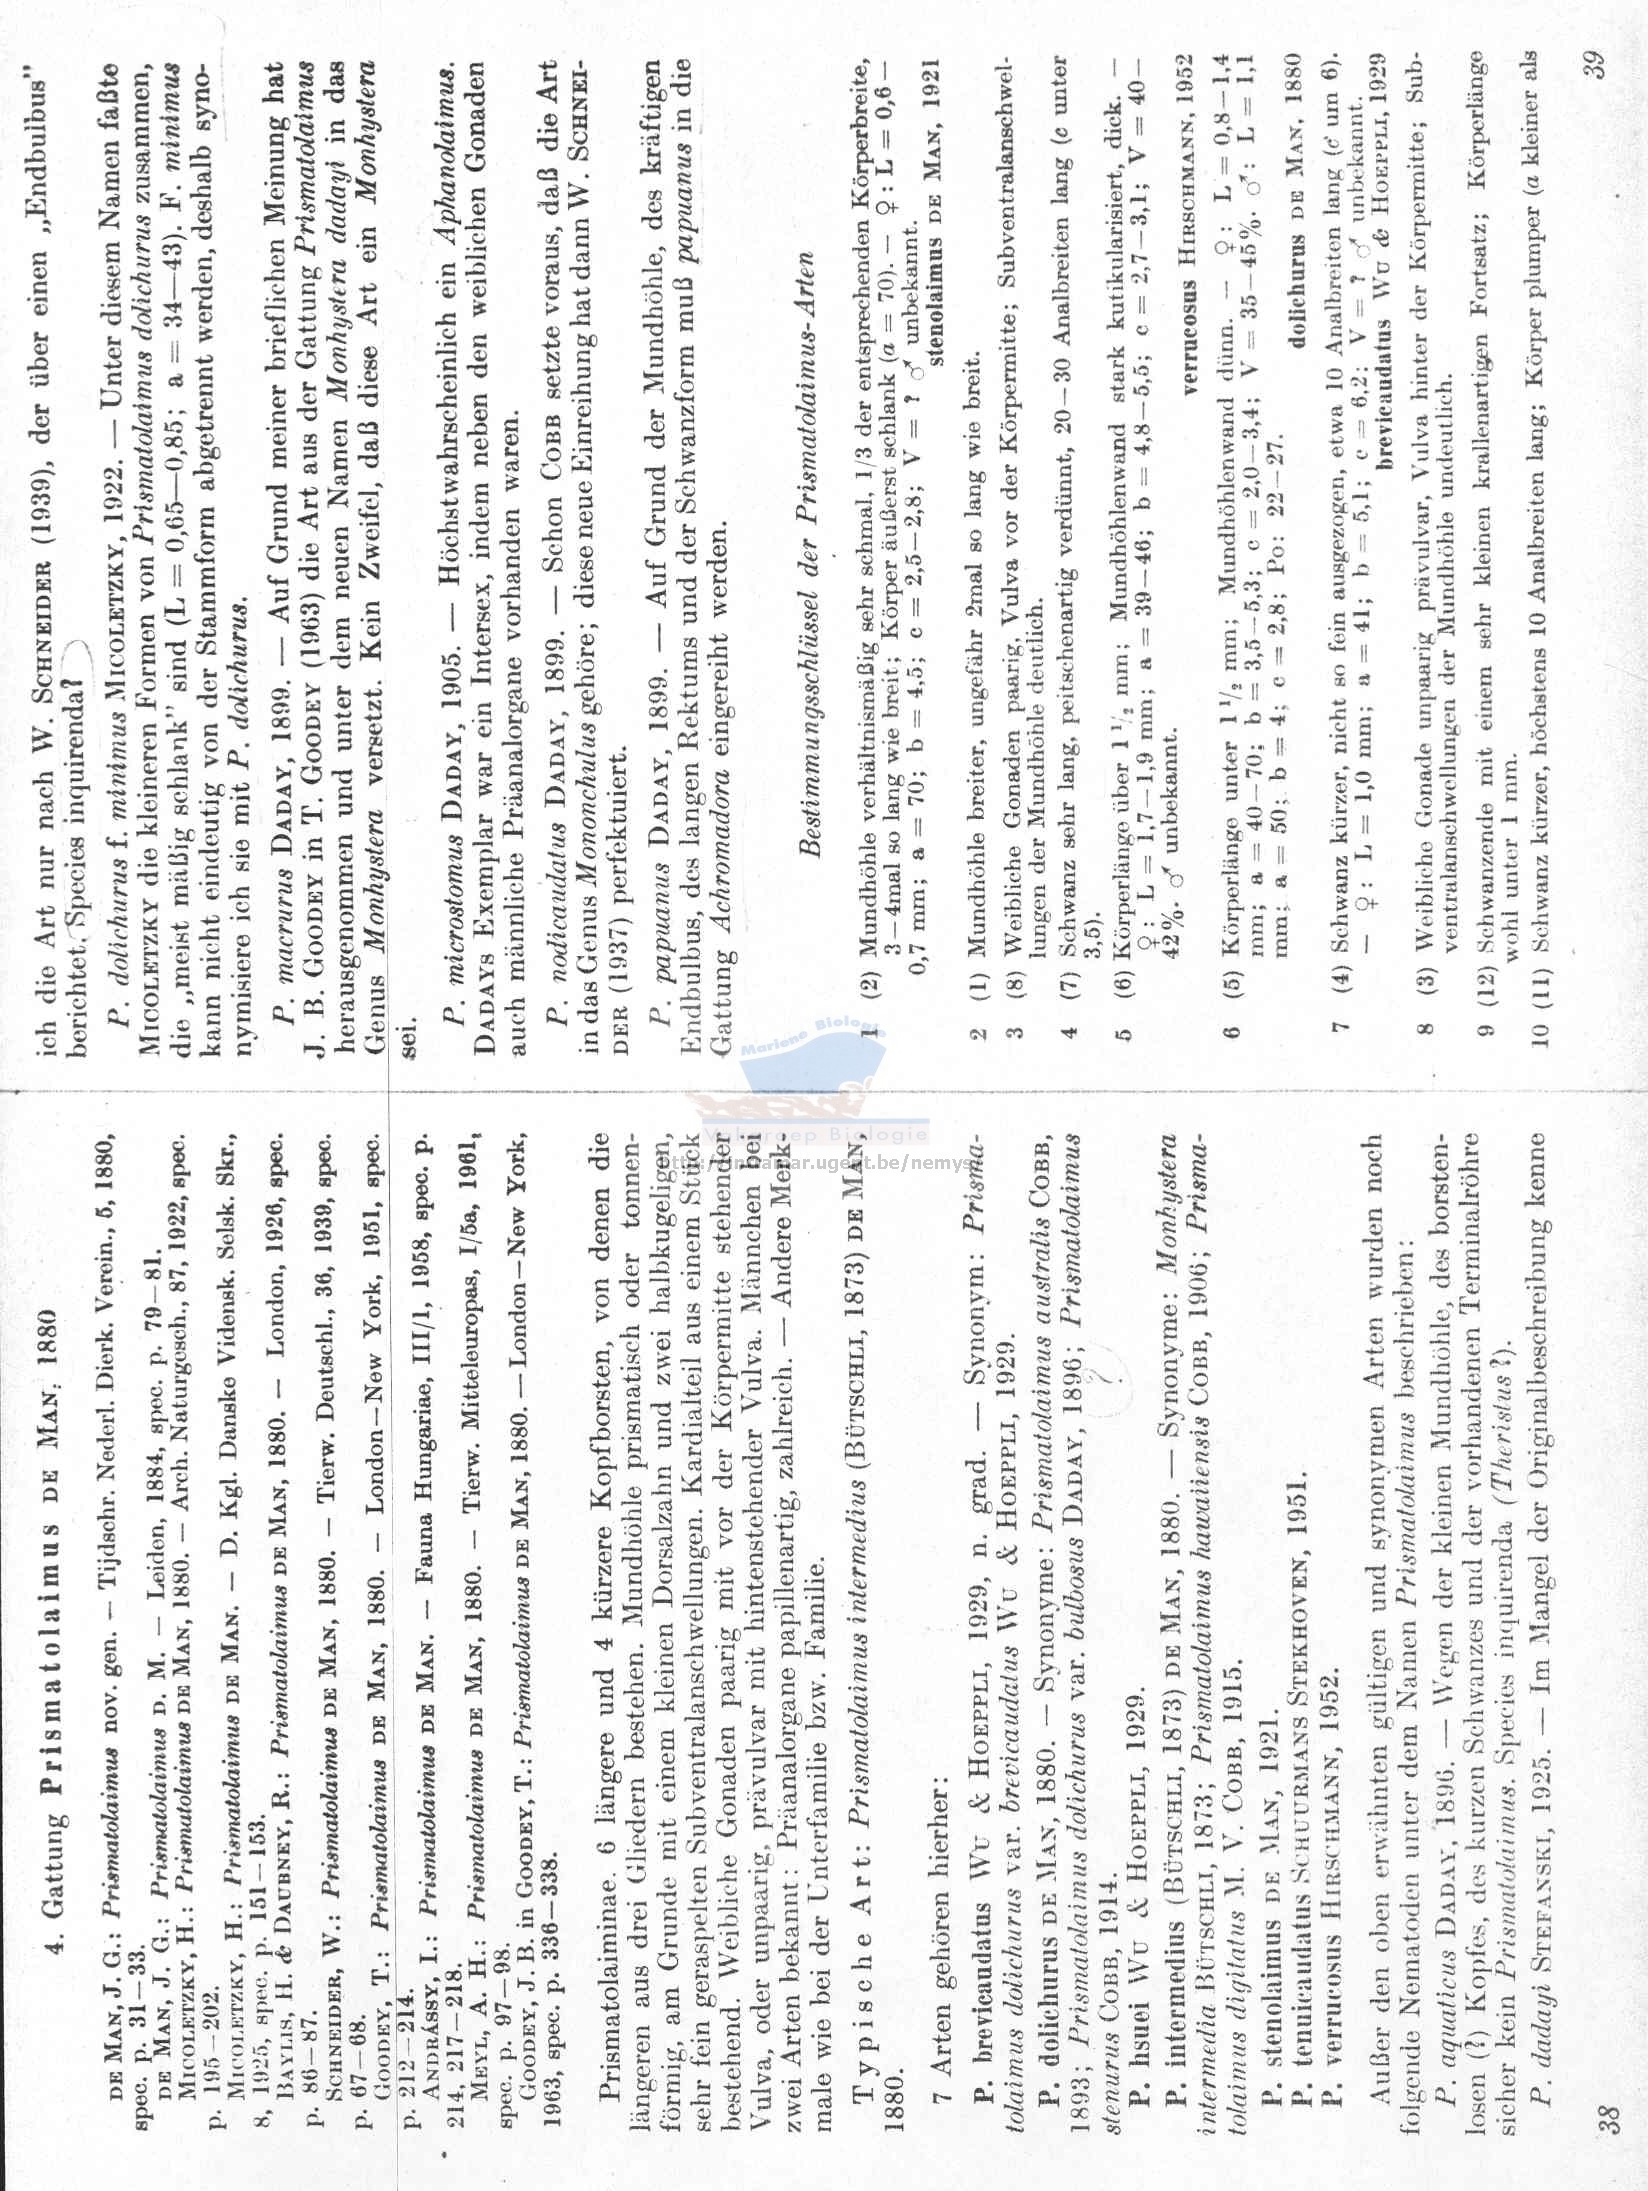 4. Gattung Prismatolaimus DE MAN, 1880
DE MAN, J. G.: Prismatolaimus nov. gen. — Tijdschr. Nederl. Dierk. Verein., 5, 1880,
spec. p. 31—33.
DE MAN, J. G.: Prismatolaimus D. M. — Leiden, 1884, spec. p. 79—81.
MICOLETZKY, H.: Prismatolaimus DE MAN, 1880. — Arch. Naturgesch., 87, 1922, spec.
p. 195—202.
MICOLETZKY, H.: Prismatolaimus DE MAN. — D. Kgl. Danske Vidensk. Selsk. Skr.,
8, 1925, spec. p. 151—153.
BAYLIS, H. & DAUBNEY, R.: Prismatolaimus DE MAN, 1880. — London, 1926, spec.
p. 86—87.
SCHNEIDER, W.: Prismatolaimus DE MAN, 1880. — Tierw. Deutschl., 36, 1939, spec.
p. 67—68.
GOODEY, T.: Prismatolaimus DE MAN, 1880. — London—New York, 1951, spec.
p. 212—214.
ANDRÁSSY, I.: Prismatolaimus DE MAN. — Fauna Hungariae, III/1, 1958, spec. p.
214, 217—218.
MEYL, A. H.: Prismatolaimus DE MAN, 1880. — Tierw. Mitteleuropas, I/5a, 1961,
spec. p. 97—98.
GOODEY, J. B. in GOODEY, T.: Prismatolaimus DE MAN, 1880. — London—New York,
1963, spec. p. 336—338.
Prismatolaiminae. 6 längere und 4 kürzere Kopfborsten, von denen die
längeren aus drei Gliedern bestehen. Mundhöhle prismatisch oder tonnen-
förmig, am Grunde mit einem kleinen Dorsalzahn und zwei halbkugeligen,
sehr fein geraspelten Subventralanschwellungen. Kardialteil aus einem Stück
bestehend. Weibliche Gonaden paarig mit vor der Körpermitte stehender
Vulva, oder unpaarig, prävulvar mit hintenstehender Vulva. Männchen bei
zwei Arten bekannt: Präanalorgane papillenartig, zahlreich. — Andere Merk-
male wie bei der Unterfamilie bzw. Familie.
Typische Art: Prismatolaimus intermedius (BÜTSCHLI, 1873) DE MAN,
1880.
7 Arten gehören hierher:
P. brevicaudatus WU & HOEPPLI, 1929, n. grad. — Synonym: Prisma-
tolaimus dolichurus var. brevicaudatus WU & HOEPPLI, 1929.
P. dolichurus DE MAN, 1880. — Synonyme: Prismatolaimus australis COBB,
1893; Prismatolaimus dolichurus var. bulbosus DADAY, 1896; Prismatolaimus
stenurus COBB, 1914.
(?)
P. hsuei WU & HOEPPLI, 1929.
P. intermedius (BÜTSCHLI, 1873) DE MAN, 1880. — Synonyme: Monhystera
intermedia BÜTSCHLI, 1873; Prismatolaimus hawaiiensis COBB, 1906; Prisma-
tolaimus digitatus M. V. COBB, 1915.
P. stenolaimus DE MAN, 1921.
P. tenuicaudatus SCHUURMANS STEKHOVEN, 1951.
P. verrucosus HIRSCHMANN, 1952.
Außer den oben erwähnten gültigen und synonymen Arten wurden noch
folgende Nematoden unter dem Namen Prismatolaimus beschrieben:
P. aquaticus DADAY, 1896. — Wegen der kleinen Mundhöhle, des borsten-
losen (?) Kopfes, des kurzen Schwanzes und der vorhandenen Terminalröhre
sicher kein Prismatolaimus. Species inquirenda (Theristus?).
P. dadayi STEFANSKI, 1925. — Im Mangel der Originalbeschreibung kenne
38
ich die Art nur nach W. SCHNEIDER (1939), der über einen „Endbulbus”
berichtet. Species inquirenda?
P. dolichurus f. minimus MICOLETZKY, 1922. — Unter diesem Namen faßte
MICOLETZKY die kleineren Formen von Prismatolaimus dolichurus zusammen,
die „meist mäßig schlank” sind (L = 0,65—0,85; a = 34—43). F. minimus
kann nicht eindeutig von der Stammform abgetrennt werden, deshalb syno-
nymisiere ich sie mit P. dolichurus.
P. macrurus DADAY, 1899. — Auf Grund meiner brieflichen Meinung hat
J. B. GOODEY in T. GOODEY (1963) die Art aus der Gattung Prismatolaimus
herausgenommen und unter dem neuen Namen Monhystera dadayi in das
Genus Monhystera versetzt. Kein Zweifel, daß diese Art ein Monhystera
sei.
P. microstomus DADAY, 1905. — Höchstwahrscheinlich ein Aphanolaimus.
DADAYs Exemplar war ein Intersex, indem neben den weiblichen Gonaden
auch männliche Präanalorgane vorhanden waren.
P. nodicaudatus DADAY, 1899. — Schon COBB setzte voraus, daß die Art
in das Genus Monomchulus gehöre; diese neue Einreihung hat dann W. SCHNEI-
DER (1937) perfektuiert.
P. papuanus DADAY, 1899. — Auf Grund der Mundhöhle, des kräftigen
Endbulbus, des langen Rektums und der Schwanzform muß papuanus in die
Gattung Achromadora eingereiht werden.
Bestimmungsschlüssel der Prismatolaimus-Arten
1 (2) Mundhöhle verhältnismäßig sehr schmal, 1/3 der entsprechenden Körperbreite,
3—4mal so lang wie breit; Körper äußerst schlank (a = 70). — ♀: L = 0,6—
0,7 mm; a = 70; b = 4,5; c = 2,5—2,8; V = ? ♂ unbekannt.
stenolaimus DE MAN, 1921
2 (1) Mundhöhle breiter, ungefähr 2mal so lang wie breit.
3 (8) Weibliche Gonaden paarig, Vulva vor der Körpermitte; Subventralanschwel-
lungen der Mundhöhle deutlich.
4 (7) Schwanz sehr lang, peitschenartig verdünnt, 20—30 Analbreiten lang (c unter
3,5).
5 (6) Körperlänge über 1 1/2 mm; Mundhöhlenwand stark kutikularisiert, dick. —
♀: L = 1,7—1,9 mm; a = 39—46; b = 4,8—5,5; c = 2,7—3,1; V = 40—
42%. ♂ unbekannt.
verrucosus HIRSCHMANN, 1952
6 (5) Körperlänge unter 1 1/2 mm; Mundhöhlenwand dünn. — ♀: L = 0,8—1,4
mm; a = 40—70; b = 3,5—5,3; c = 2,0—3,4; V = 35—45%. ♂: L = 1,1
mm; a = 50; b = 4; c = 2,8; Po: 22—27.
dolichurus DE MAN, 1880
7 (4) Schwanz kürzer, nicht so fein ausgezogen, etwa 10 Analbreiten lang (c um 6).
— ♀: L = 1,0 mm; a = 41; b = 5,1; c = 6,2; V = ? ♂ unbekannt.
brevicaudatus WU & HOEPPLI, 1929
8 (3) Weibliche Gonade unpaarig, prävulvar, Vulva hinter der Körpermitte; Sub-
ventralanschwellungen der Mundhöhle undeutlich.
9 (12) Schwanzende mit einem sehr kleinen krallenartigen Fortsatz; Körperlänge
wohl unter 1 mm.
10 (11) Schwanz kürzer, höchstens 10 Analbreiten lang; Körper plumper (a kleiner als
39
Mariene Biologie
Vakgroep Biologie